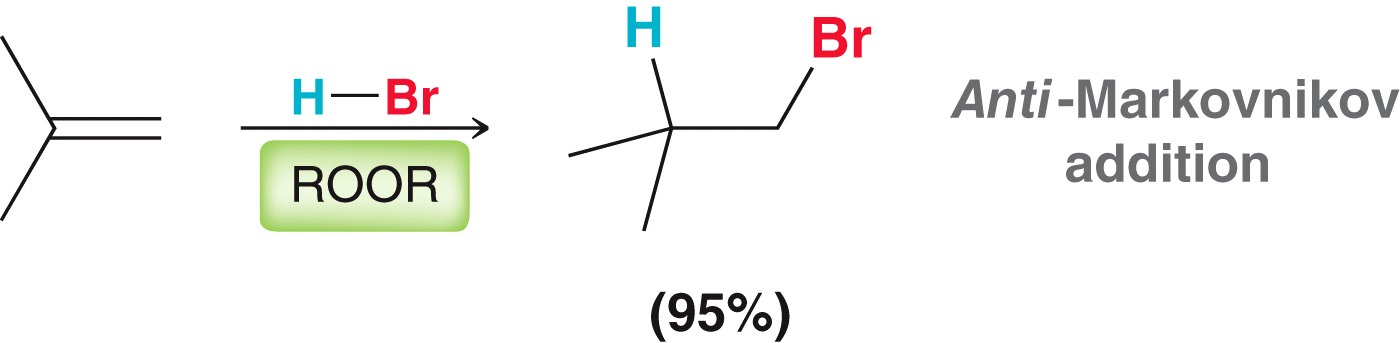 H—Br
ROOR
H
Br
Anti-Markovnikov
addition
(95%)